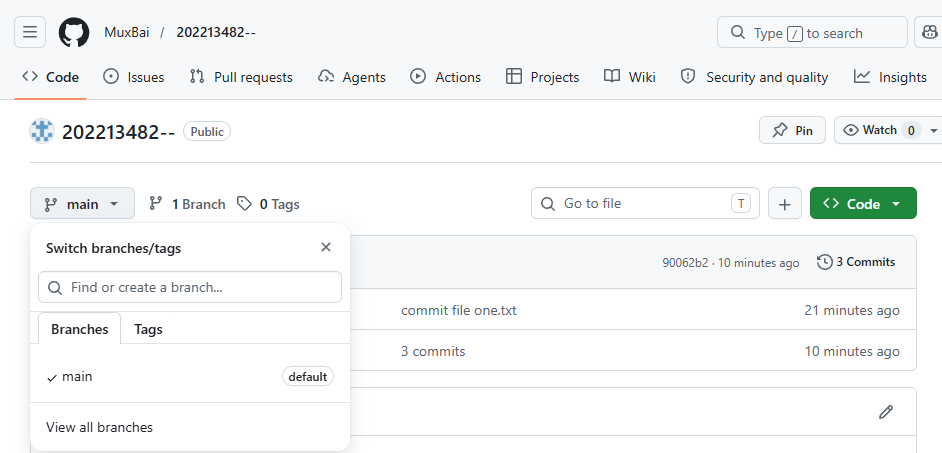 MuxBai / 202213482--
Type / to search
Code Issues Pull requests Agents Actions Projects Wiki Security and quality Insights
202213482-- Public
Pin Watch 0
main 1 Branch 0 Tags
Go to file T + Code
Switch branches/tags
90062b2 · 10 minutes ago 3 Commits
Find or create a branch...
commit file one.txt 21 minutes ago
Branches Tags
3 commits 10 minutes ago
main default
View all branches